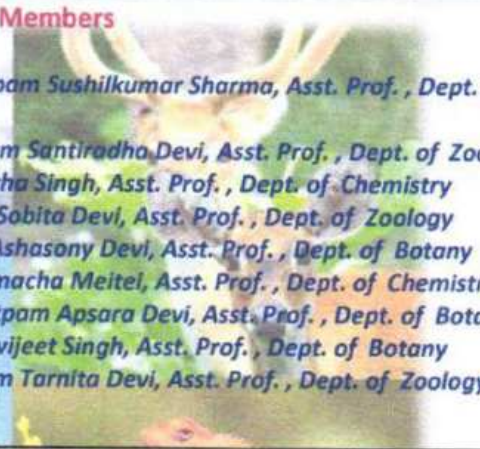 Members
pam Sushilkumar Sharma, Asst. Prof. , Dept.
m Santiradha Devi, Asst. Prof. , Dept. of Zoo
ha Singh, Asst. Prof. , Dept. of Chemistry
Sobita Devi, Asst. Prof. , Dept. of Zoology
Ashasony Devi, Asst. Prof. , Dept. of Botany
macha Meitei, Asst. Prof. , Dept. of Chemistr
pam Apsara Devi, Asst. Prof. , Dept. of Bota
vijeet Singh, Asst. Prof. , Dept. of Botany
m Tarnita Devi, Asst. Prof. , Dept. of Zoology